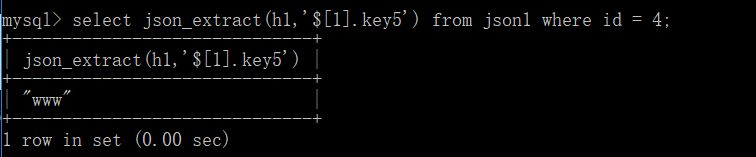 mysql> select json_extract(h1,'$[1].key5') from json1 where id = 4;
+------------------------------+
| json_extract(h1,'$[1].key5') |
+------------------------------+
| "www"                        |
+------------------------------+
1 row in set (0.00 sec)